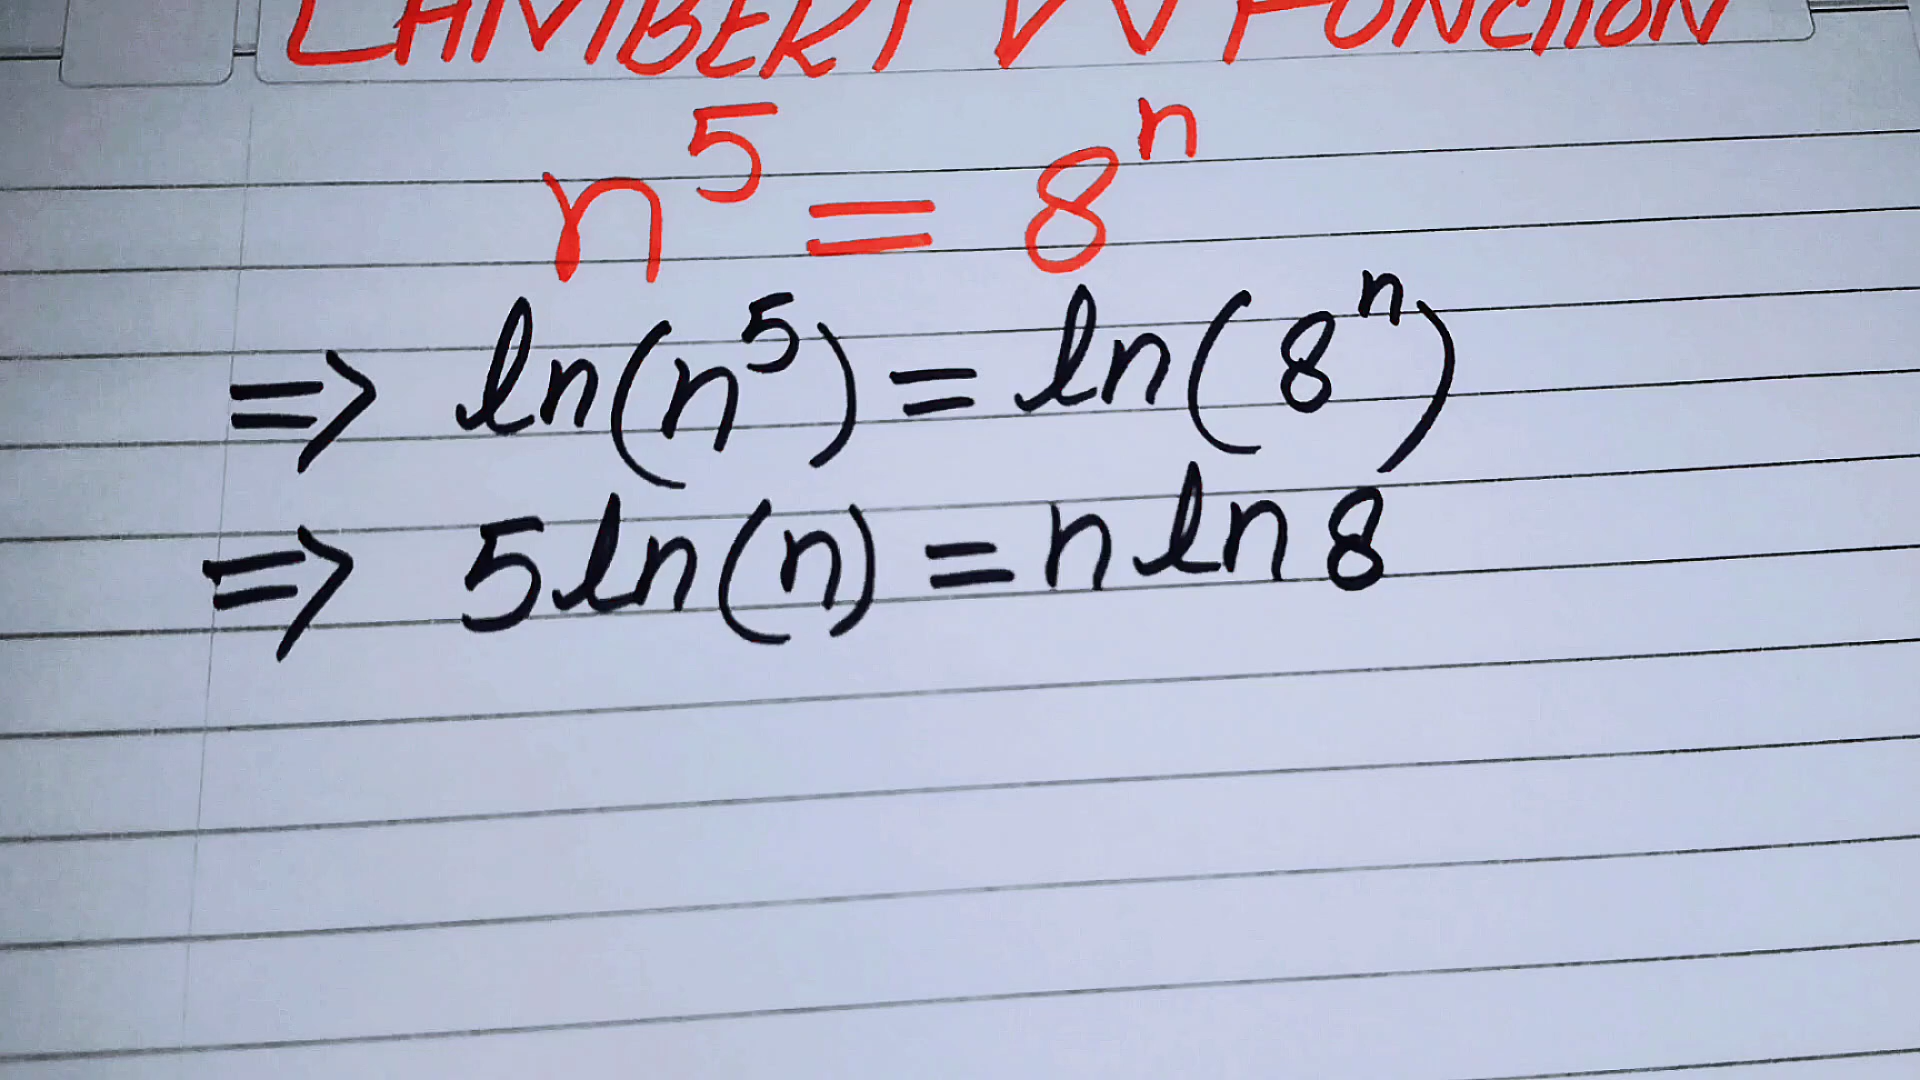 LAMBERT W FUNCTION
n⁵ = 8ⁿ
=> ln(n⁵) = ln(8ⁿ)
=> 5ln(n) = n ln 8